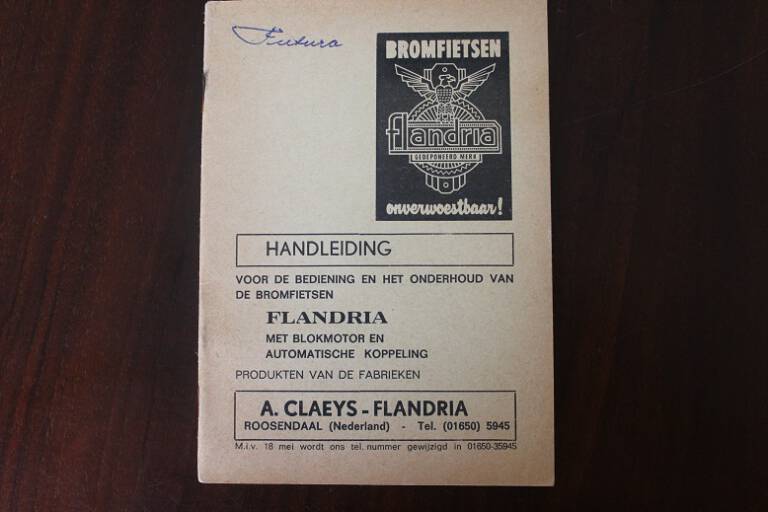 Futura
BROMFIETSEN
flandria
GEDEPONEERD MERK
onverwoestbaar!
HANDLEIDING
VOOR DE BEDIENING EN HET ONDERHOUD VAN
DE BROMFIETSEN
FLANDRIA
MET BLOKMOTOR EN
AUTOMATISCHE KOPPELING
PRODUKTEN VAN DE FABRIEKEN
A. CLAEYS - FLANDRIA
ROOSENDAAL (Nederland) - Tel. (01650) 5945
M.i.v. 18 mei wordt ons tel. nummer gewijzigd in 01650-35945